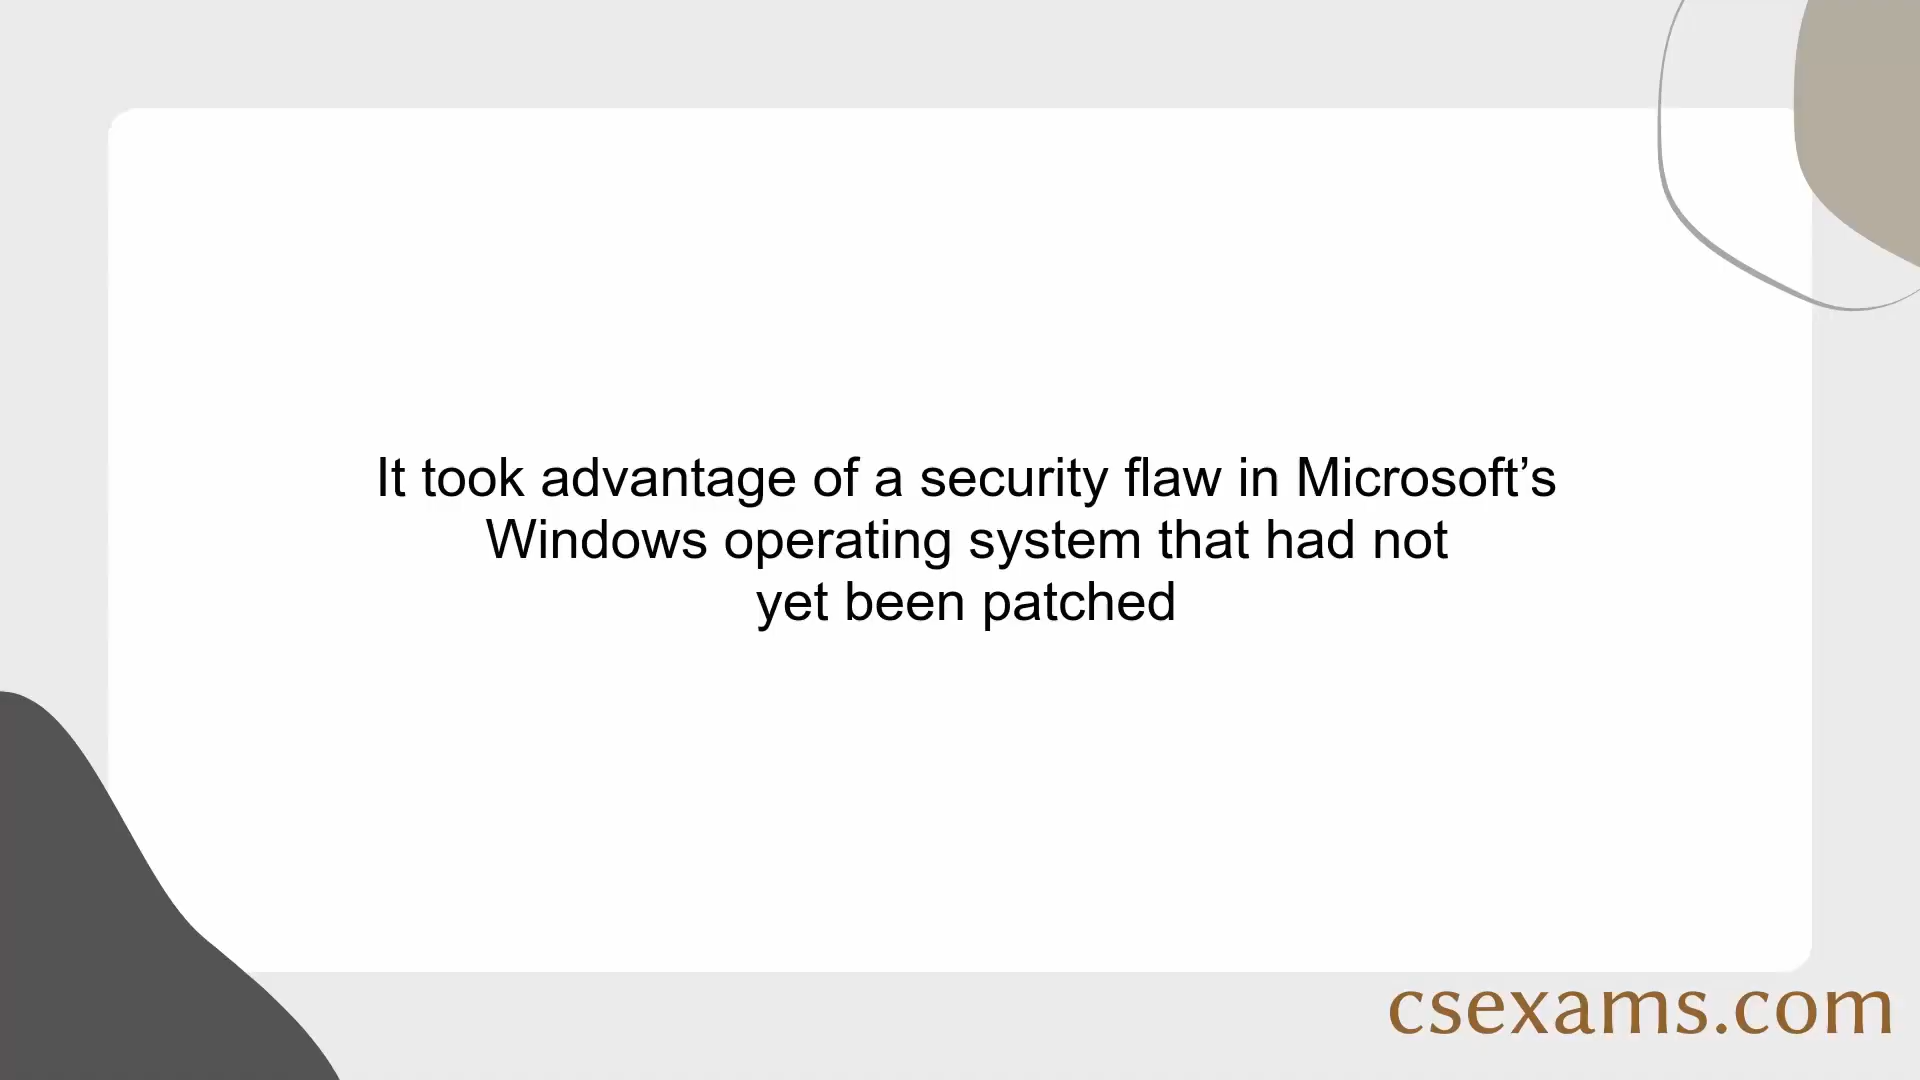 It took advantage of a security flaw in Microsoft’s
Windows operating system that had not
yet been patched
csexams.com